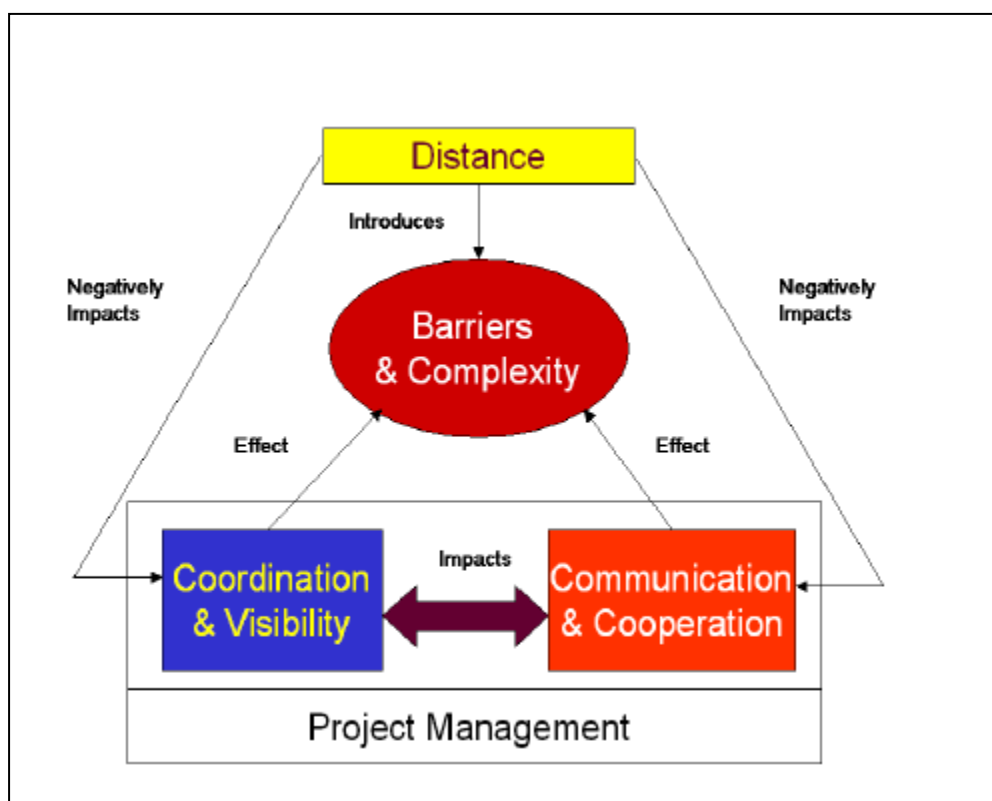 Distance
Introduces
Negatively
Impacts
Negatively
Impacts
Barriers
& Complexity
Effect
Effect
Coordination
& Visibility
Impacts
Communication
& Cooperation
Project Management